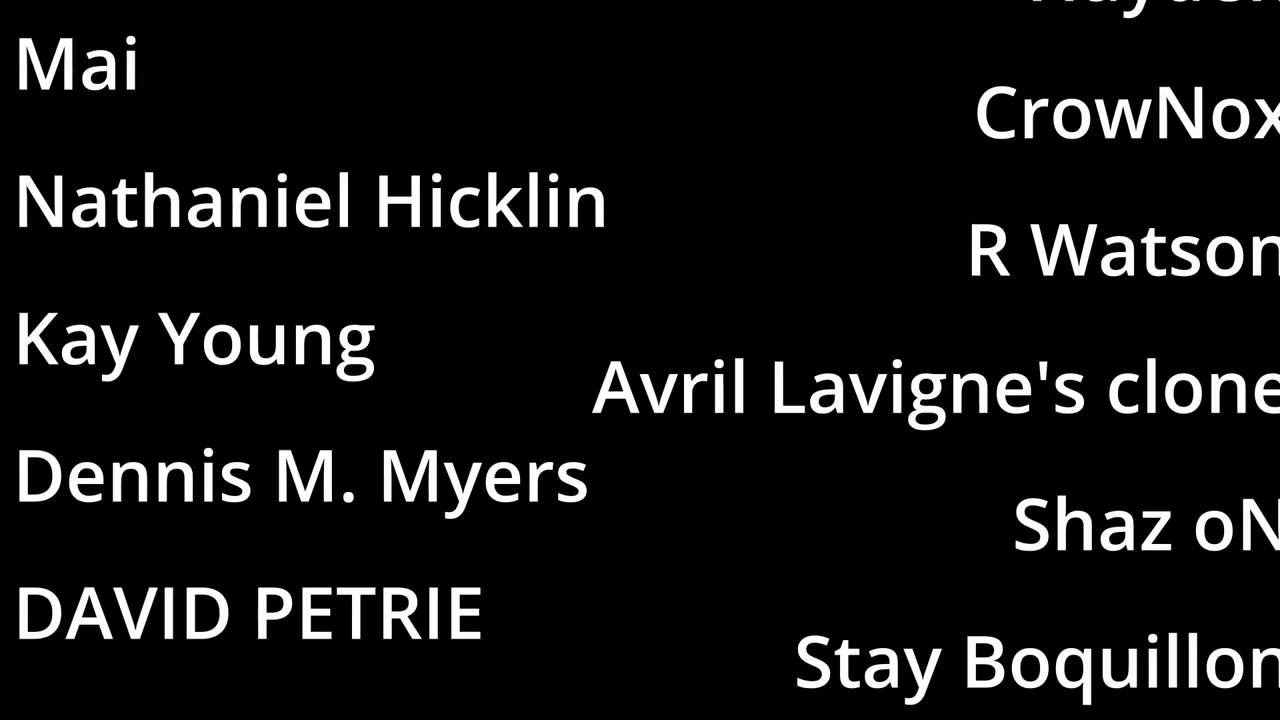 Mai
Nathaniel Hicklin
Kay Young
Dennis M. Myers
DAVID PETRIE
CrowNox
R Watson
Avril Lavigne's clone
Shaz oN
Stay Boquillon